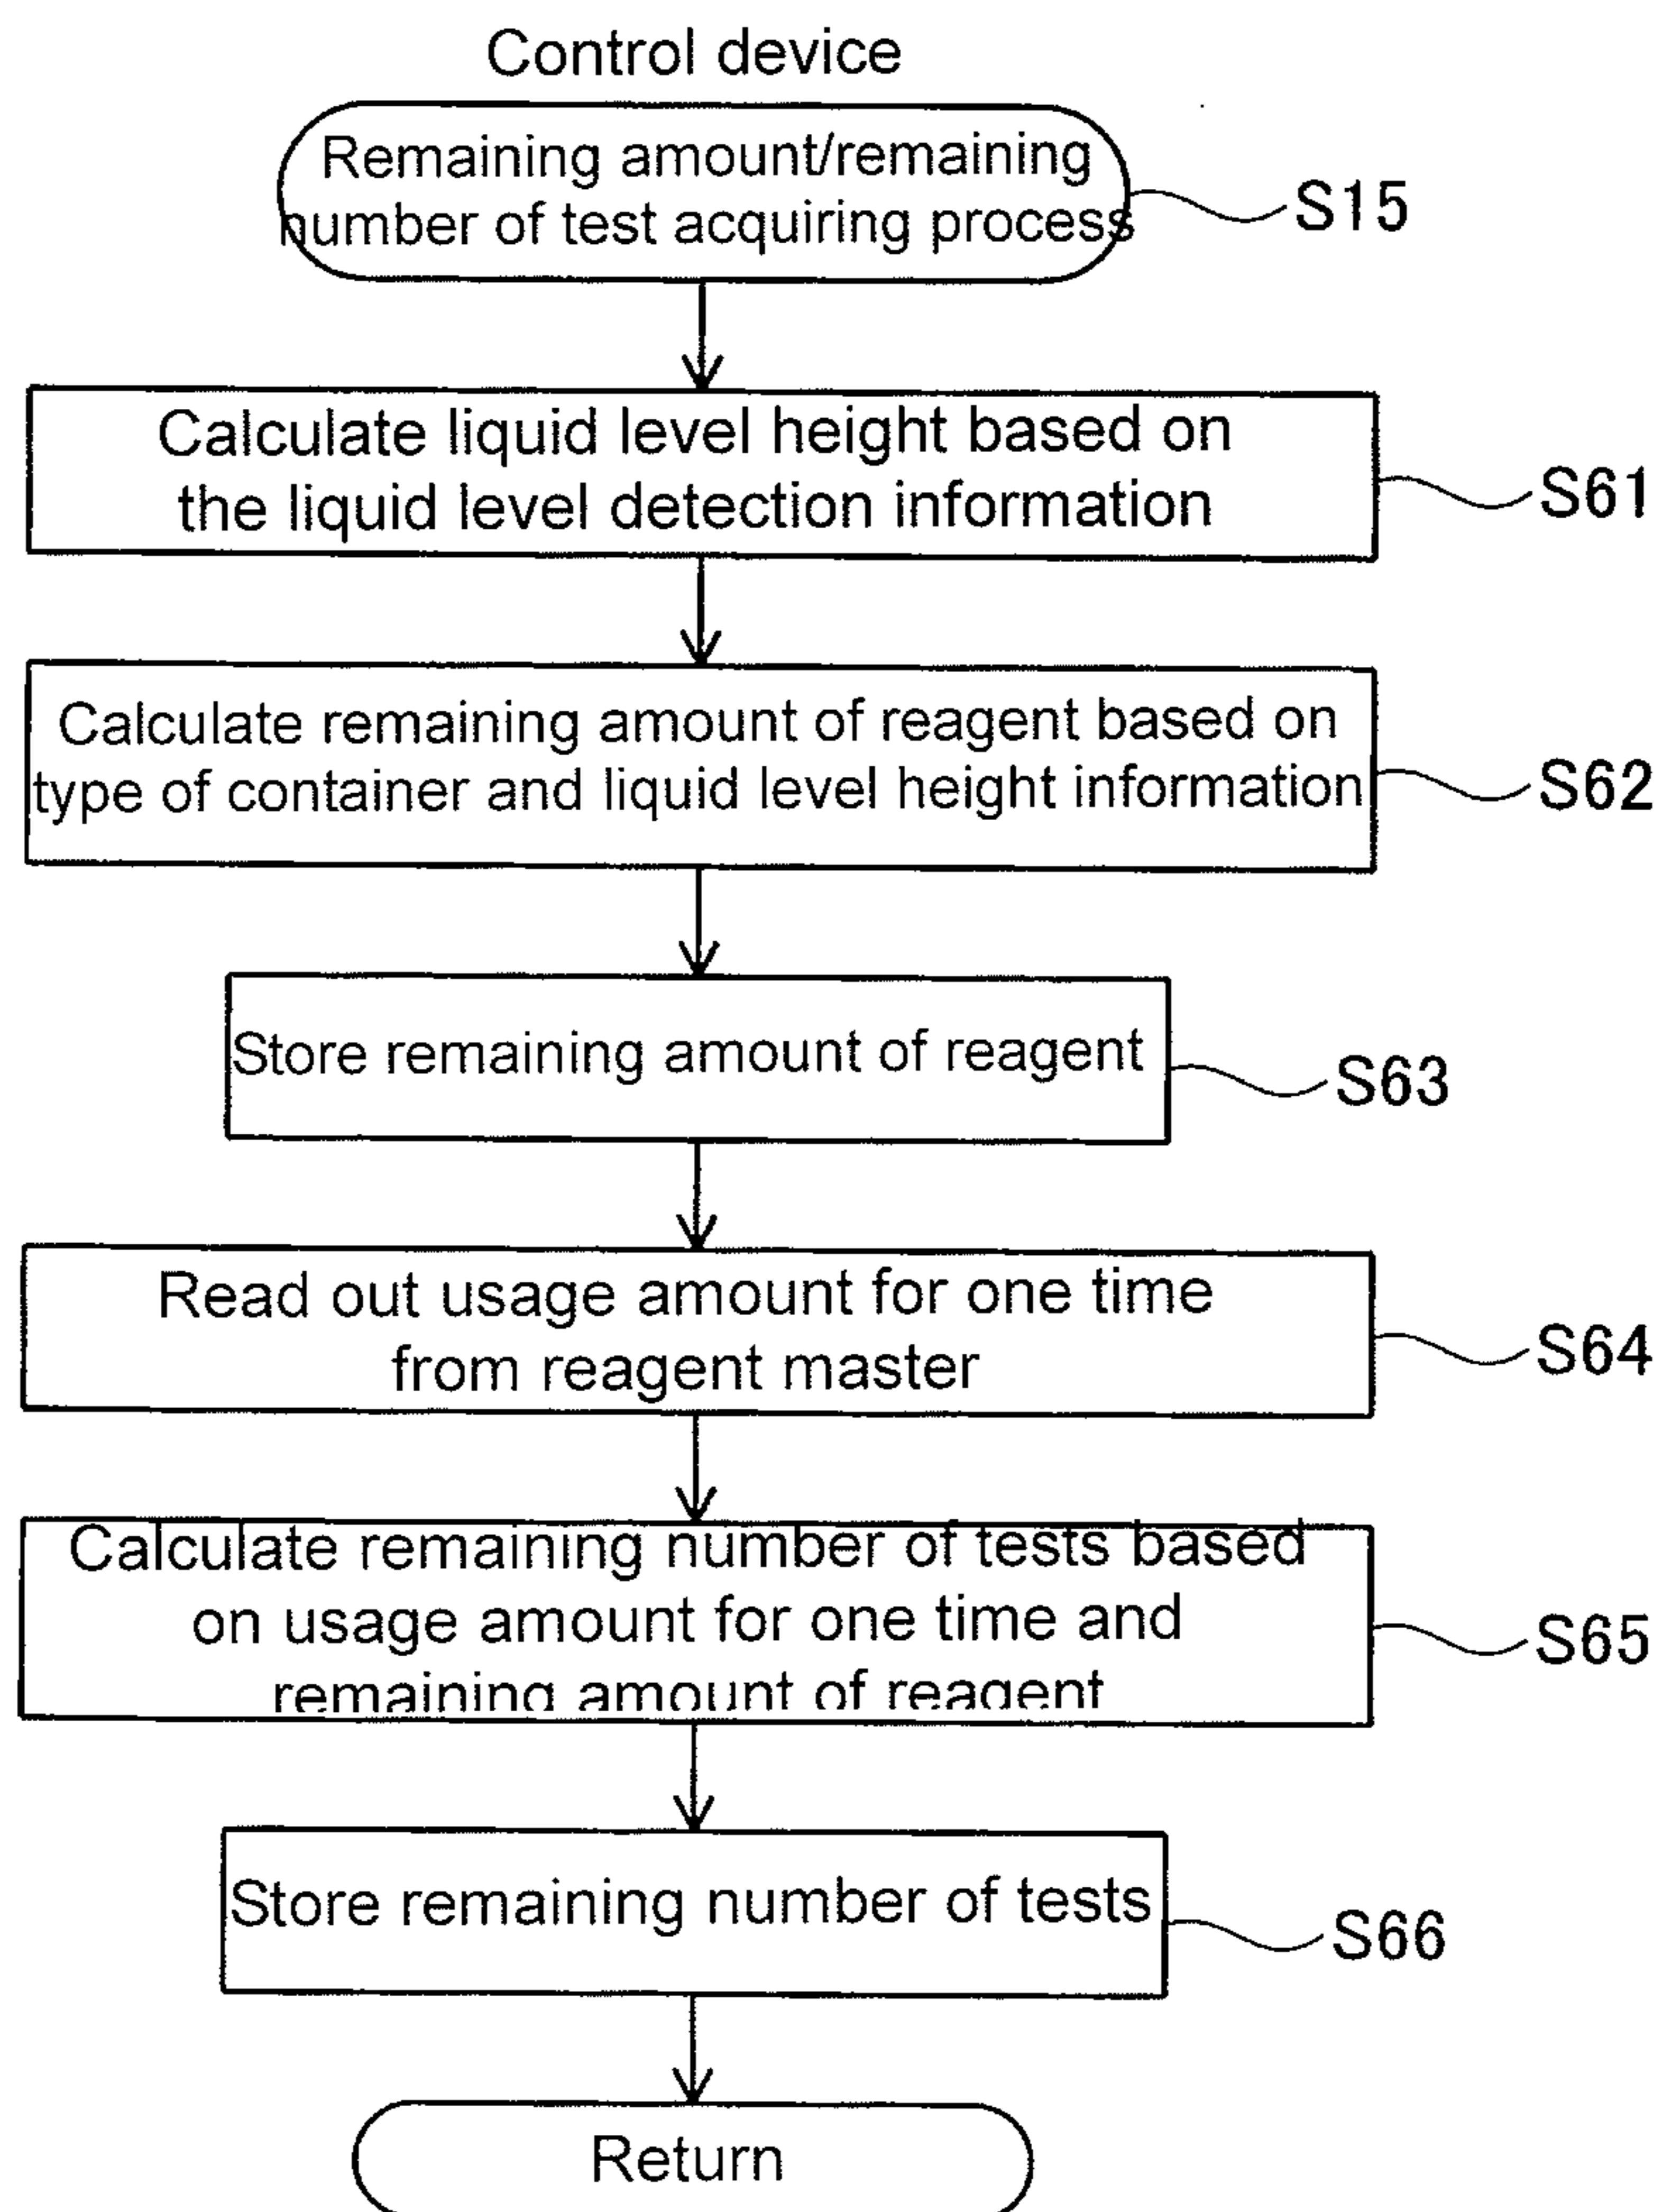 Control device
Remaining amount/remaining
number of test acquiring process
S15
Calculate liquid level height based on
the liquid level detection information
S61
Calculate remaining amount of reagent based on
type of container and liquid level height information
S62
Store remaining amount of reagent
S63
Read out usage amount for one time
from reagent master
S64
Calculate remaining number of tests based
on usage amount for one time and
remaining amount of reagent
S65
Store remaining number of tests
S66
Return